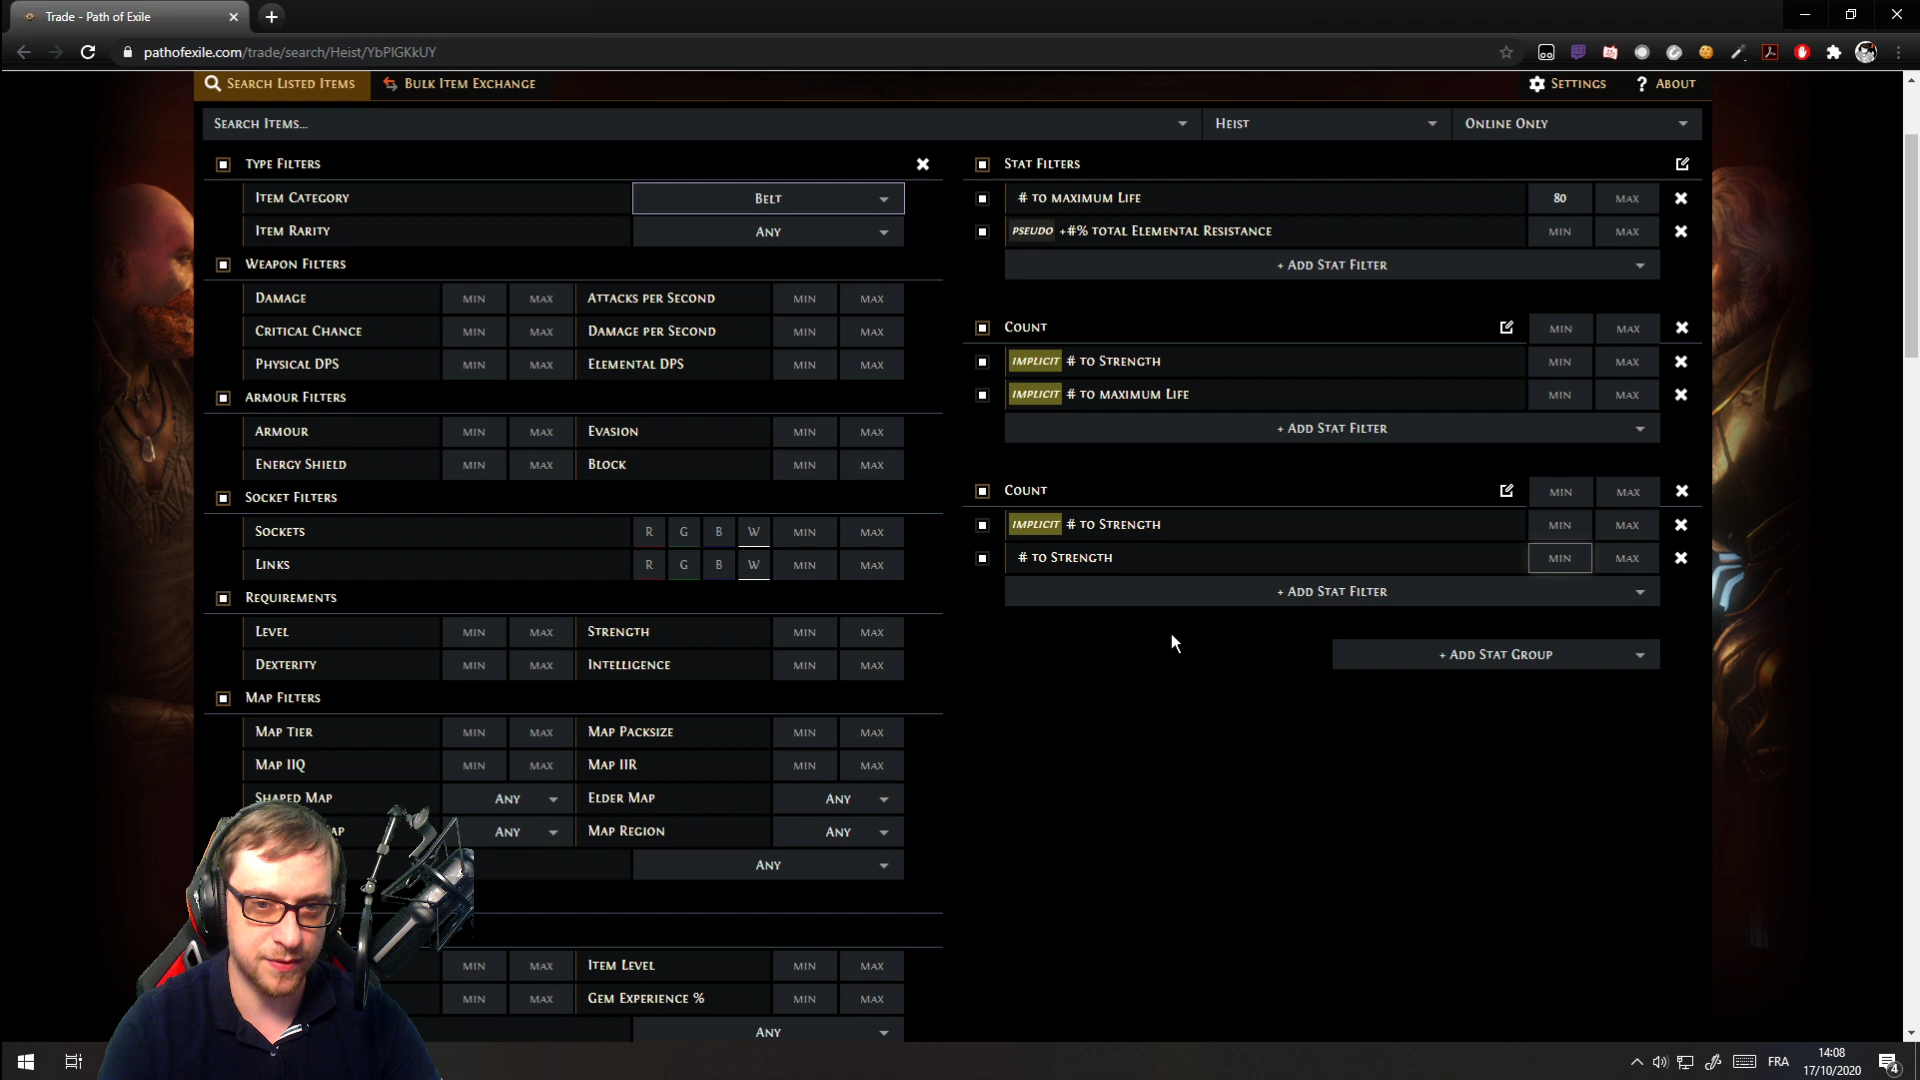 Trade - Path of Exile
pathofexile.com/trade/search/Heist/YbPlGKkUY
Search Listed Items
Bulk Item Exchange
Settings
? About
Search Items...
Heist
Online Only
Type Filters
Item Category Belt
Item Rarity Any
Weapon Filters
Damage MIN MAX Attacks per Second MIN MAX
Critical Chance MIN MAX Damage per Second MIN MAX
Physical DPS MIN MAX Elemental DPS MIN MAX
Armour Filters
Armour MIN MAX Evasion MIN MAX
Energy Shield MIN MAX Block MIN MAX
Socket Filters
Sockets R G B W MIN MAX
Links R G B W MIN MAX
Requirements
Level MIN MAX Strength MIN MAX
Dexterity MIN MAX Intelligence MIN MAX
Map Filters
Map Tier MIN MAX Map Packsize MIN MAX
Map IIQ MIN MAX Map IIR MIN MAX
Shaped Map Any Elder Map Any
Any Map Region Any
Any
MIN MAX Item Level MIN MAX
MIN MAX Gem Experience % MIN MAX
Any
Stat Filters
# to maximum Life 80 MAX
PSEUDO +#% total Elemental Resistance MIN MAX
+ Add Stat Filter
Count MIN MAX
IMPLICIT # to Strength MIN MAX
IMPLICIT # to maximum Life MIN MAX
+ Add Stat Filter
Count MIN MAX
IMPLICIT # to Strength MIN MAX
# to Strength MIN MAX
+ Add Stat Filter
+ Add Stat Group
FRA
14:08
17/10/2020
4